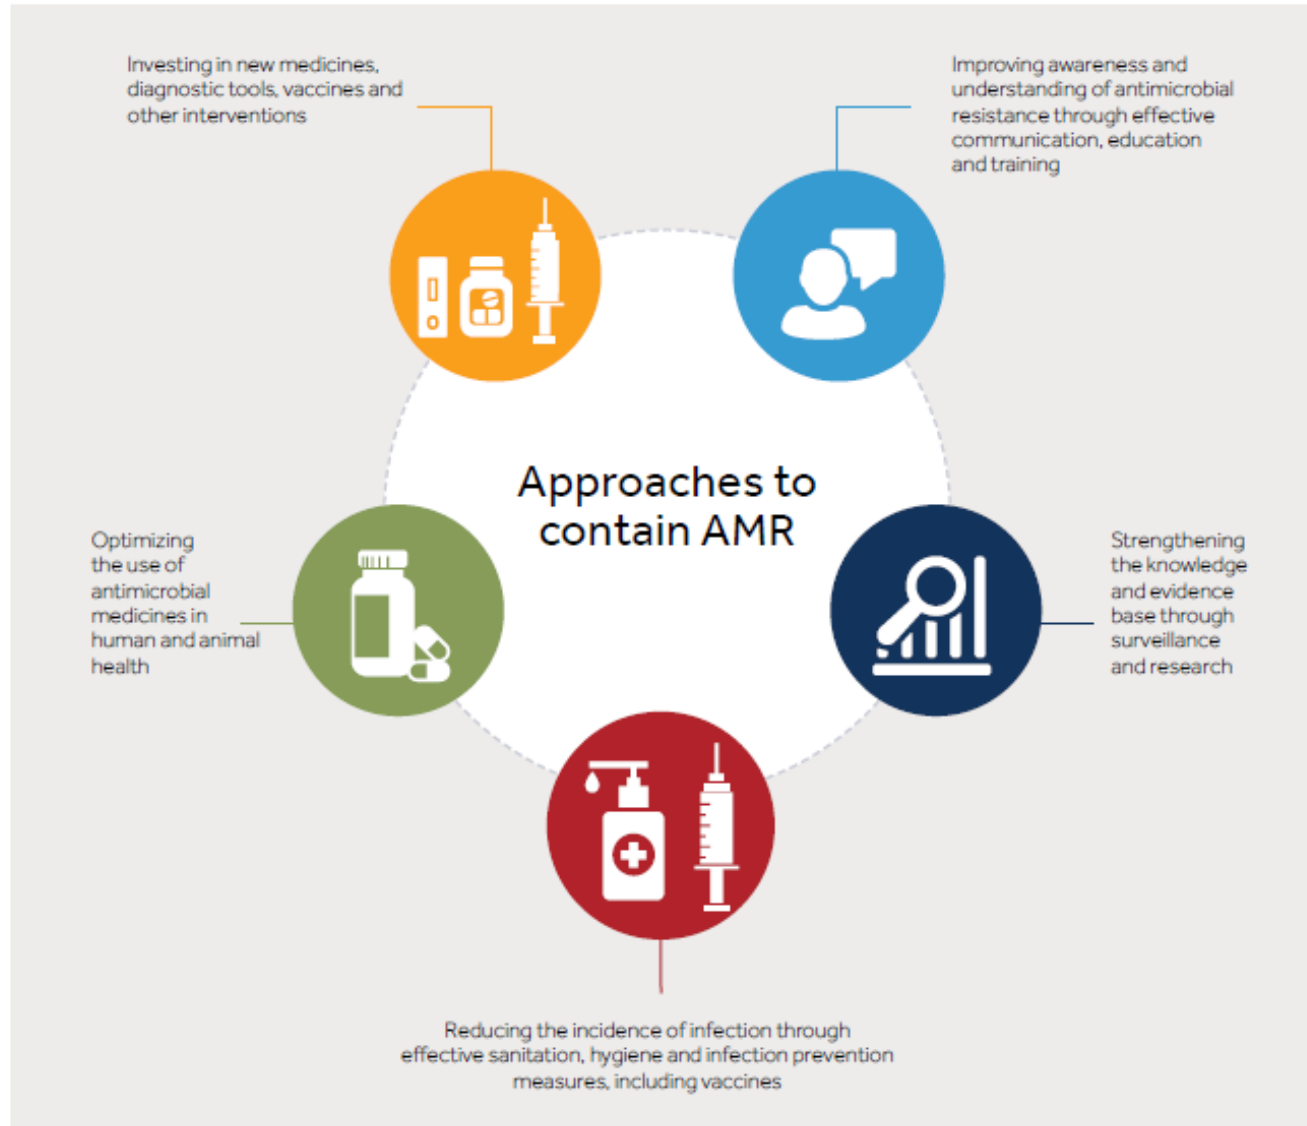 Investing in new medicines,
diagnostic tools, vaccines and
other interventions
Improving awareness and
understanding of antimicrobial
resistance through effective
communication, education
and training
Approaches to
contain AMR
Optimizing
the use of
antimicrobial
medicines in
human and animal
health
Strengthening
the knowledge
and evidence
base through
surveillance
and research
Reducing the incidence of infection through
effective sanitation, hygiene and infection prevention
measures, including vaccines